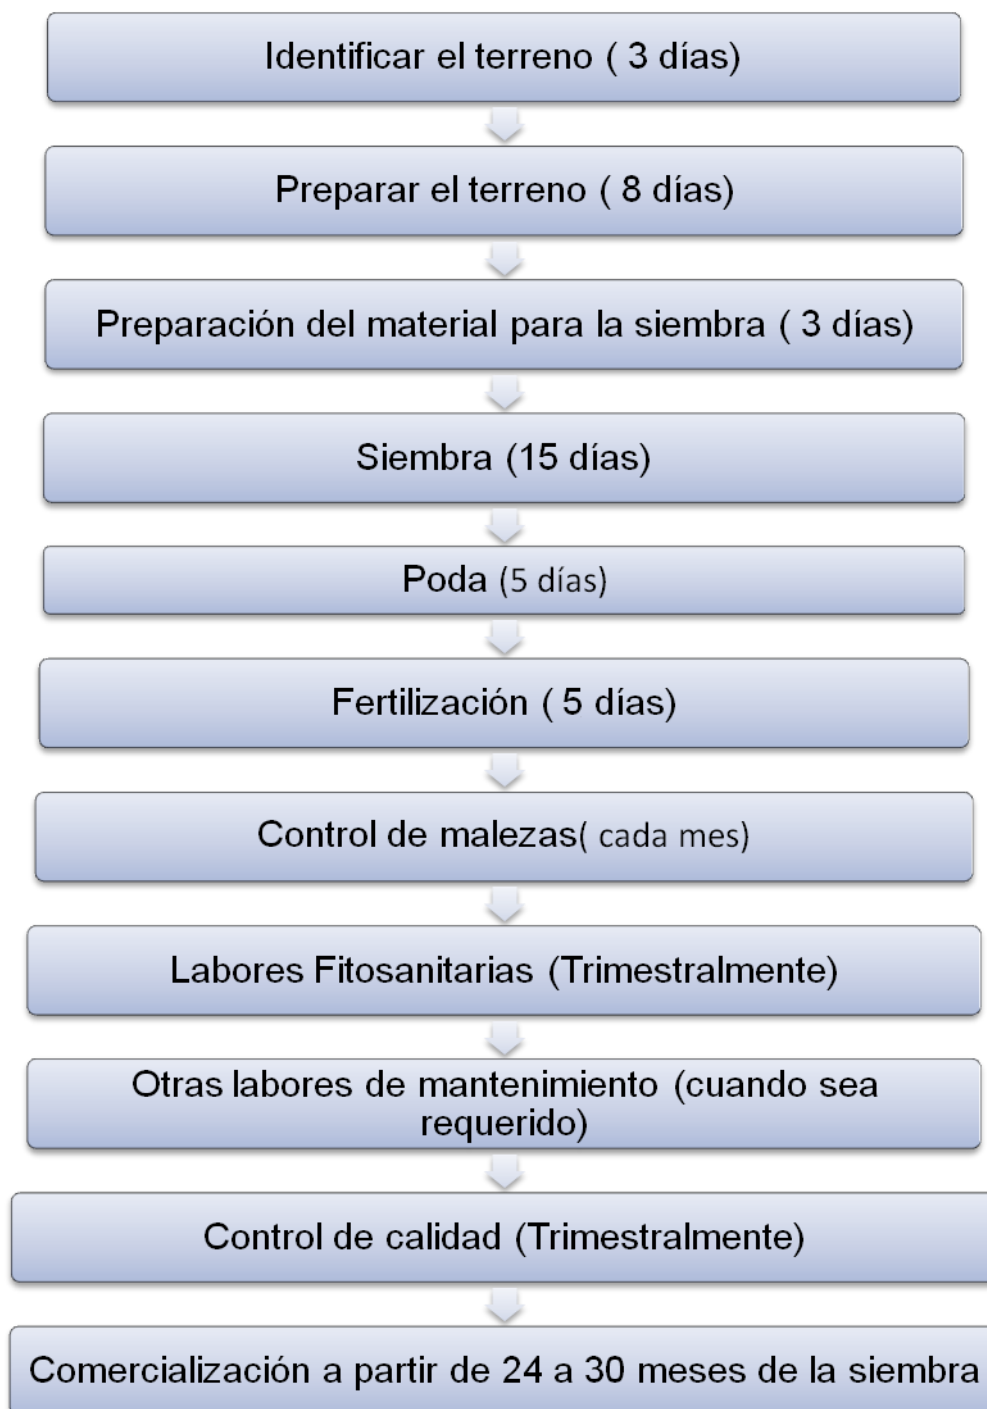 Identificar el terreno ( 3 días)
Preparar el terreno ( 8 días)
Preparación del material para la siembra ( 3 días)
Siembra (15 días)
Poda (5 días)
Fertilización ( 5 días)
Control de malezas( cada mes)
Labores Fitosanitarias (Trimestralmente)
Otras labores de mantenimiento (cuando sea
requerido)
Control de calidad (Trimestralmente)
Comercialización a partir de 24 a 30 meses de la siembra